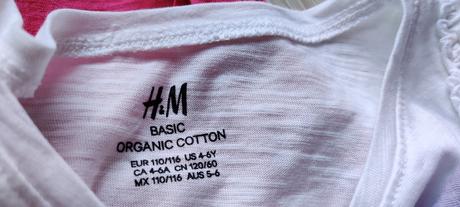 H&M
BASIC
ORGANIC COTTON
EUR 110/116 US 4-6Y
CA 4-6A CN 120/60
MX 110/116 AUS 5-6